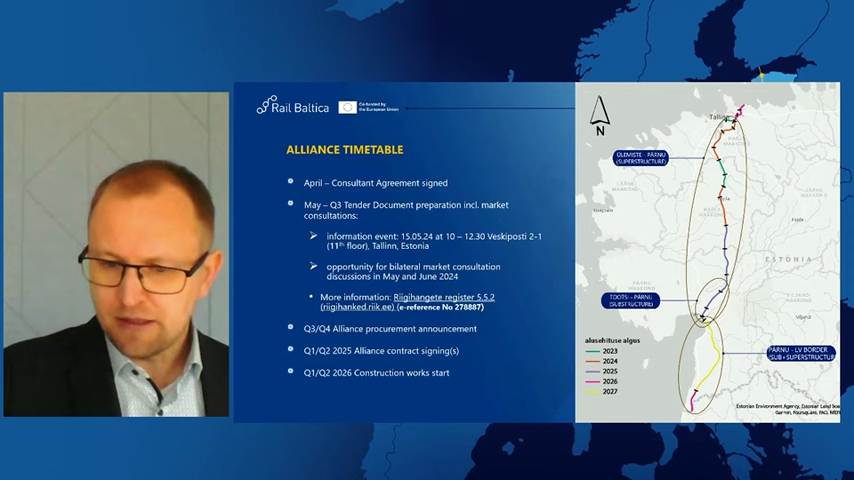 Rail Baltica
Co-funded by
the European Union
ALLIANCE TIMETABLE
April – Consultant Agreement signed
May – Q3 Tender Document preparation incl. market
consultations:
information event: 15.05.24 at 10 – 12.30 Veskiposti 2-1
(11th floor), Tallinn, Estonia
opportunity for bilateral market consultation
discussions in May and June 2024
More information: Riigihangete register 5.5.2
(riigihanked.riik.ee) (e-reference No 278887)
Q3/Q4 Alliance procurement announcement
Q1/Q2 2025 Alliance contract signing(s)
Q1/Q2 2026 Construction works start
N
Tallinn
ÜLEMISTE - PÄRNU
(SUPERSTRUCTURE)
ESTONIA
TOOTSI - PÄRNU
(SUBSTRUCTURE)
Viljandi
PÄRNU - LV BORDER
(SUB+SUPERSTRUCTUR
alusehituse algus
2023
2024
2025
2026
2027
Estonian Environment Agency, Estonian Land Boa
Garmin, Foursquare, FAO, METI